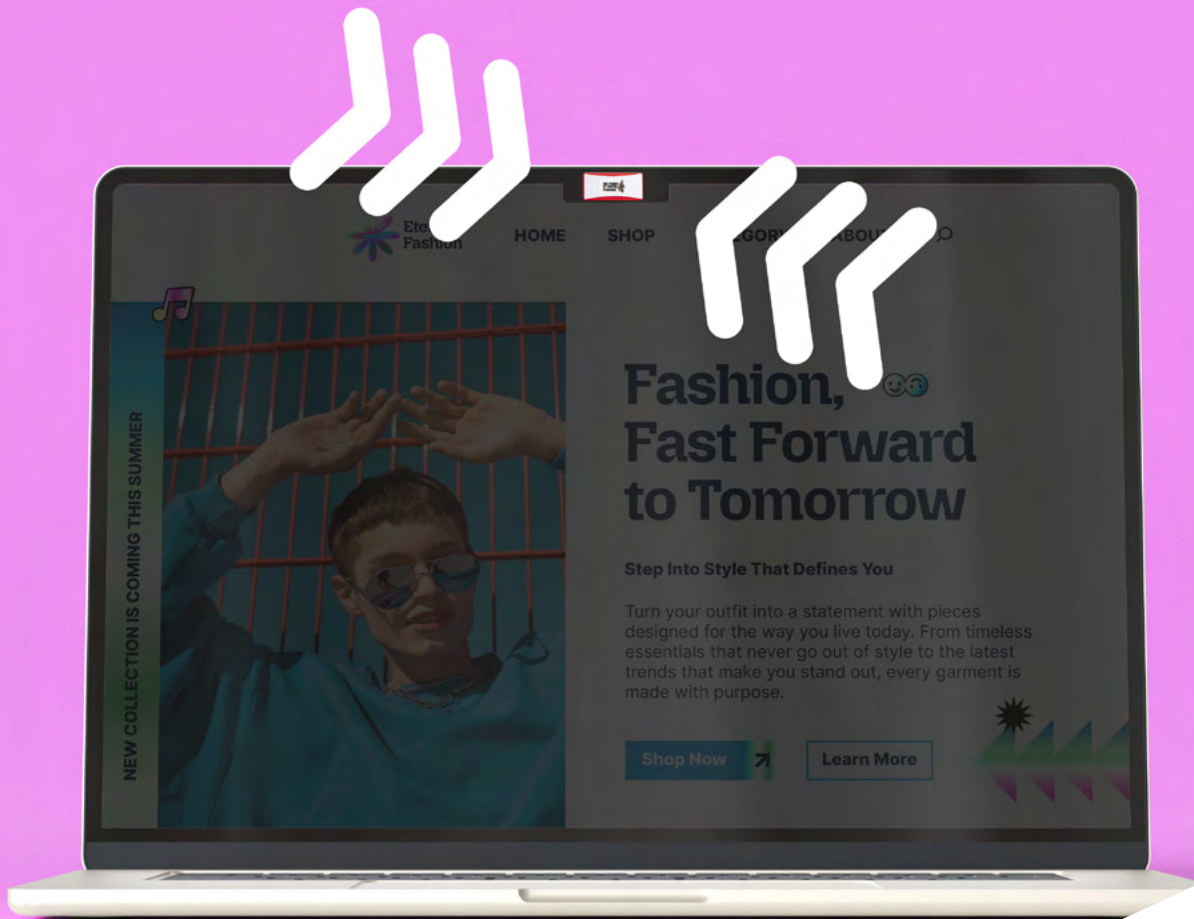 Fashion
HOME
SHOP
NEW COLLECTION IS COMING THIS SUMMER
Fashion,
Fast Forward
to Tomorrow
Step Into Style That Defines You
Turn your outfit into a statement with pieces
designed for the way you live today. From timeless
essentials that never go out of style to the latest
trends that make you stand out, every garment is
made with purpose.
Shop Now
Learn More